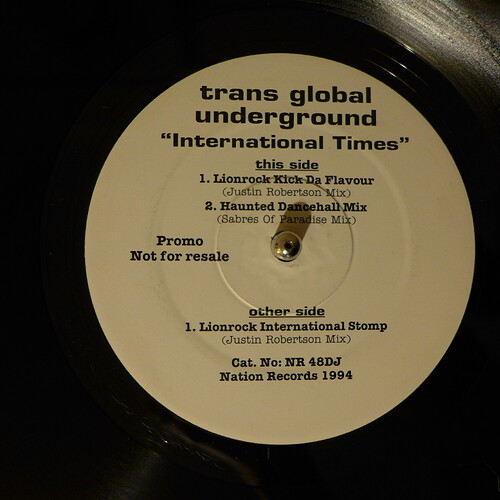 trans global
underground
“International Times”
this side
1. Lionrock Kick Da Flavour
(Justin Robertson Mix)
2. Haunted Dancehall Mix
(Sabres Of Paradise Mix)
Promo
Not for resale
other side
1. Lionrock International Stomp
(Justin Robertson Mix)
Cat. No: NR 48DJ
Nation Records 1994